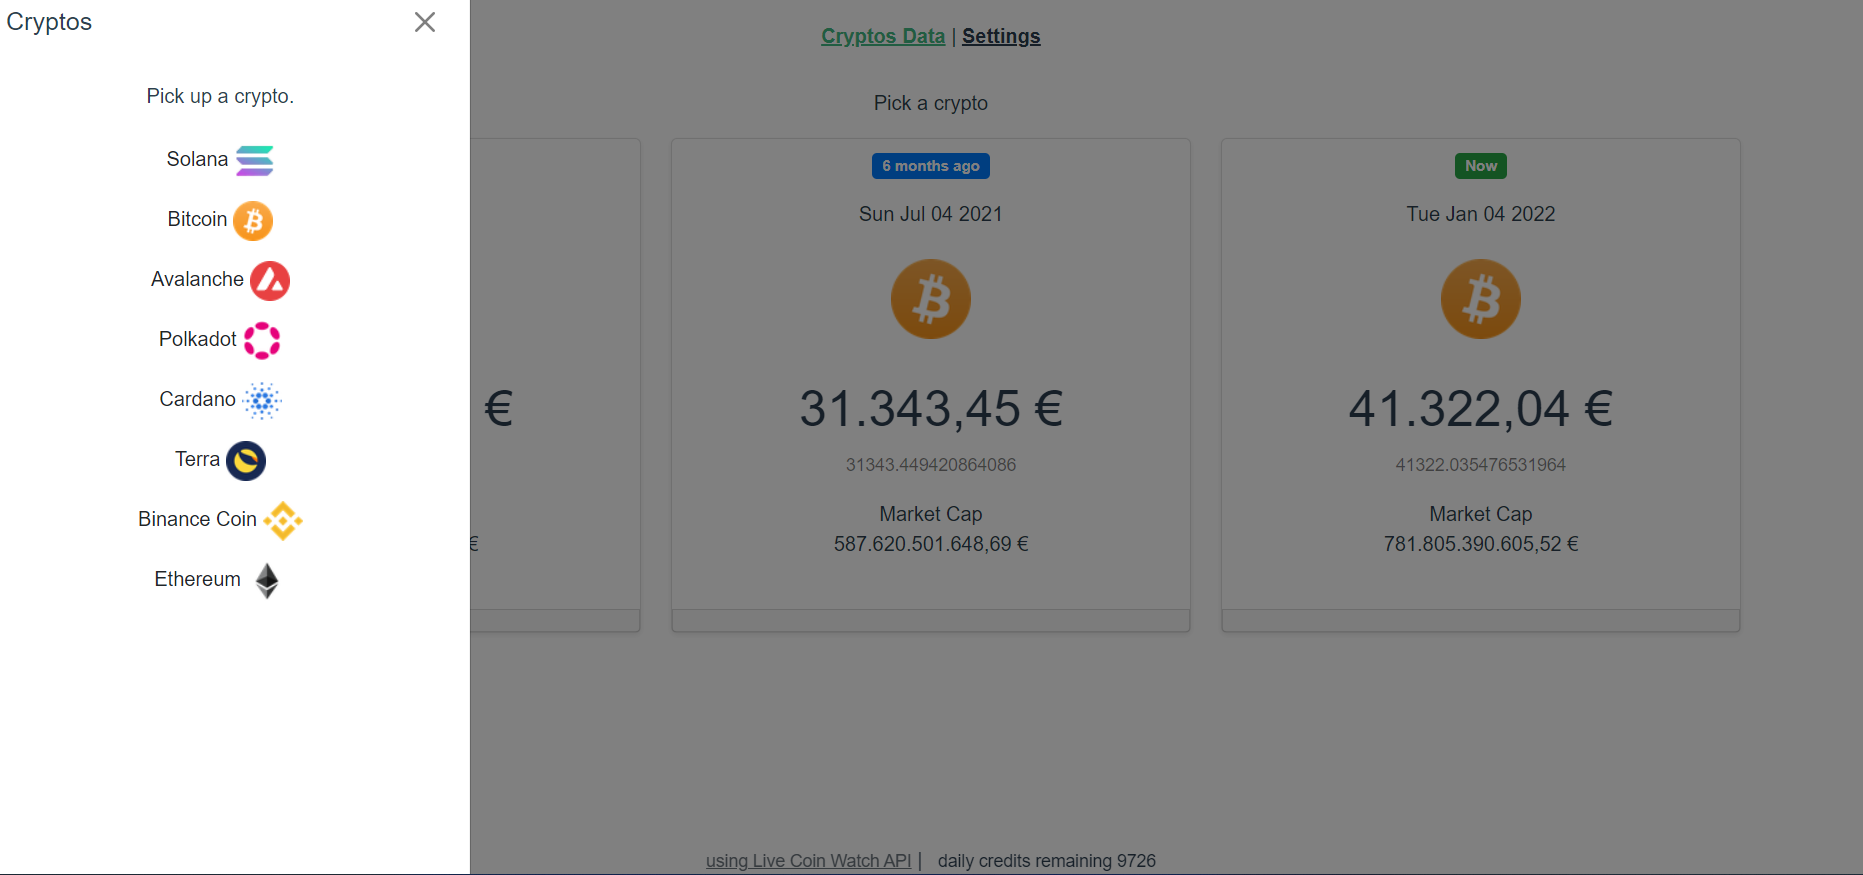 Cryptos
Pick up a crypto.
Solana
Bitcoin
Avalanche
Polkadot
Cardano
Terra
Binance Coin
Ethereum
Cryptos Data | Settings
Pick a crypto
€
€
6 months ago
Sun Jul 04 2021
31.343,45 €
31343.449420864086
Market Cap
587.620.501.648,69 €
Now
Tue Jan 04 2022
41.322,04 €
41322.035476531964
Market Cap
781.805.390.605,52 €
using Live Coin Watch API | daily credits remaining 9726